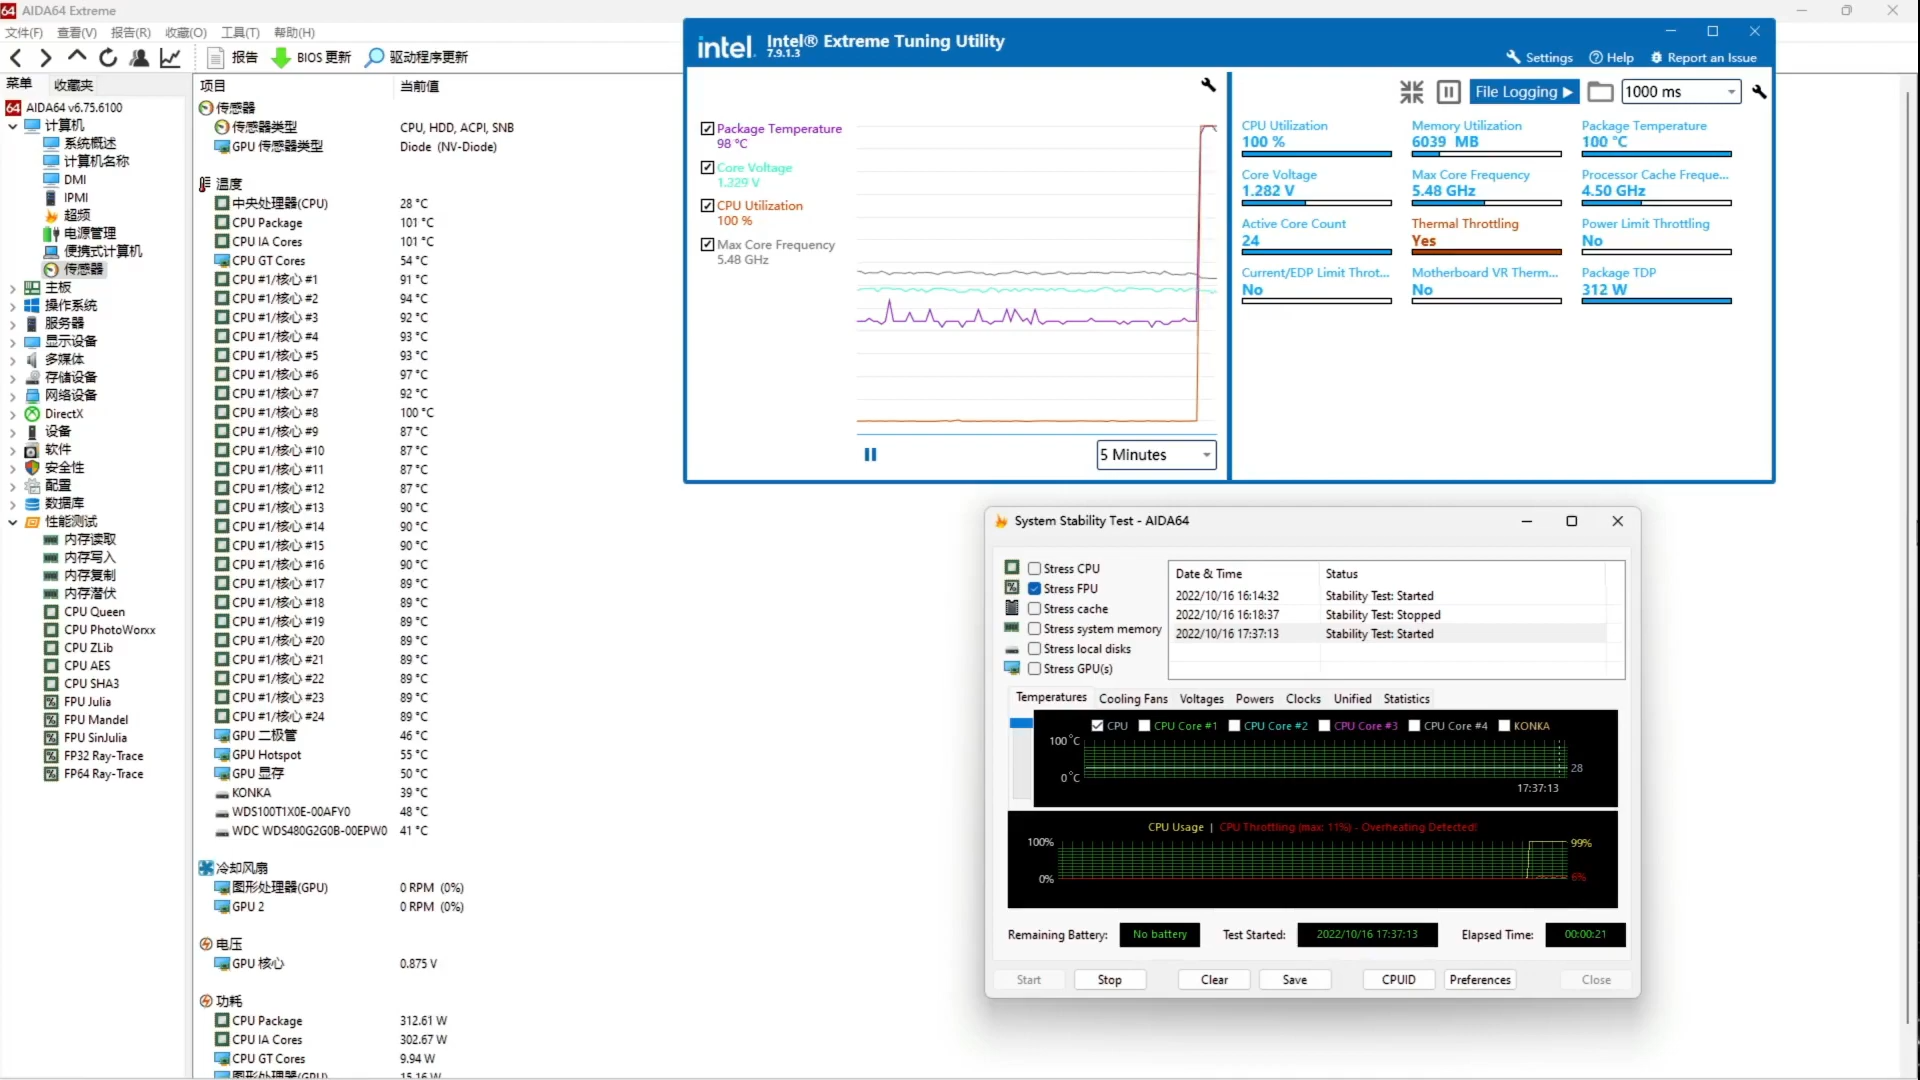 AIDA64 Extreme
文件(F) 查看(V) 报告(R) 收藏(O) 工具(T) 帮助(H)
报告 BIOS 更新 驱动程序更新
菜单 收藏夹
AIDA64 v6.75.6100
计算机
系统概述
计算机名称
DMI
IPMI
超频
电源管理
便携式计算机
传感器
主板
操作系统
服务器
显示设备
多媒体
存储设备
网络设备
DirectX
设备
软件
安全性
配置
数据库
性能测试
内存读取
内存写入
内存复制
内存潜伏
CPU Queen
CPU PhotoWorxx
CPU ZLib
CPU AES
CPU SHA3
FPU Julia
FPU Mandel
FPU SinJulia
FP32 Ray-Trace
FP64 Ray-Trace
项目 当前值
传感器
传感器类型 CPU, HDD, ACPI, SNB
GPU 传感器类型 Diode (NV-Diode)
温度
中央处理器(CPU) 28 °C
CPU Package 101 °C
CPU IA Cores 101 °C
CPU GT Cores 54 °C
CPU #1/核心 #1 91 °C
CPU #1/核心 #2 94 °C
CPU #1/核心 #3 92 °C
CPU #1/核心 #4 93 °C
CPU #1/核心 #5 93 °C
CPU #1/核心 #6 97 °C
CPU #1/核心 #7 92 °C
CPU #1/核心 #8 100 °C
CPU #1/核心 #9 87 °C
CPU #1/核心 #10 87 °C
CPU #1/核心 #11 87 °C
CPU #1/核心 #12 87 °C
CPU #1/核心 #13 90 °C
CPU #1/核心 #14 90 °C
CPU #1/核心 #15 90 °C
CPU #1/核心 #16 90 °C
CPU #1/核心 #17 89 °C
CPU #1/核心 #18 89 °C
CPU #1/核心 #19 89 °C
CPU #1/核心 #20 89 °C
CPU #1/核心 #21 89 °C
CPU #1/核心 #22 89 °C
CPU #1/核心 #23 89 °C
CPU #1/核心 #24 89 °C
GPU 二极管 46 °C
GPU Hotspot 55 °C
GPU 显存 50 °C
KONKA 39 °C
WDS100T1X0E-00AFY0 48 °C
WDC WDS480G2G0B-00EPW0 41 °C
冷却风扇
图形处理器(GPU) 0 RPM (0%)
GPU 2 0 RPM (0%)
电压
GPU 核心 0.875 V
功耗
CPU Package 312.61 W
CPU IA Cores 302.67 W
CPU GT Cores 9.94 W
图形处理器(GPU) 15.16 W
intel. Intel® Extreme Tuning Utility
7.9.1.3
Settings Help Report an Issue
File Logging 1000 ms
Package Temperature
98 °C
Core Voltage
1.329 V
CPU Utilization
100 %
Max Core Frequency
5.48 GHz
5 Minutes
CPU Utilization Memory Utilization Package Temperature
100 % 6039 MB 100 °C
Core Voltage Max Core Frequency Processor Cache Freque...
1.282 V 5.48 GHz 4.50 GHz
Active Core Count Thermal Throttling Power Limit Throttling
24 Yes No
Current/EDP Limit Throt... Motherboard VR Therm... Package TDP
No No 312 W
System Stability Test - AIDA64
Stress CPU
Stress FPU
Stress cache
Stress system memory
Stress local disks
Stress GPU(s)
Date & Time Status
2022/10/16 16:14:32 Stability Test: Started
2022/10/16 16:18:37 Stability Test: Stopped
2022/10/16 17:37:13 Stability Test: Started
Temperatures Cooling Fans Voltages Powers Clocks Unified Statistics
CPU CPU Core #1 CPU Core #2 CPU Core #3 CPU Core #4 KONKA
100°C
0°C
28
17:37:13
CPU Usage | CPU Throttling (max: 11%) - Overheating Detected!
100% 99%
0% 6%
Remaining Battery: No battery Test Started: 2022/10/16 17:37:13 Elapsed Time: 00:00:21
Start Stop Clear Save CPUID Preferences Close